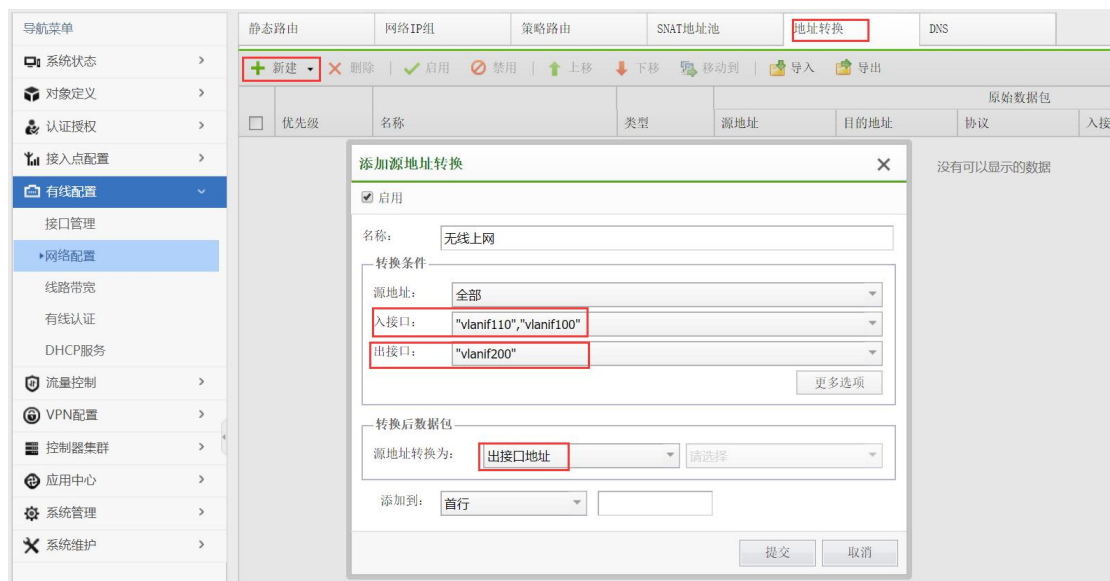 导航菜单
静态路由 网络IP组 策略路由 SNAT地址池 地址转换 DNS
系统状态
新建 删除 启用 禁用 上移 下移 移动到 导入 导出
对象定义
原始数据包
认证授权
优先级 名称 类型 源地址 目的地址 协议 入接
接入点配置
添加源地址转换
没有可以显示的数据
有线配置
启用
接口管理
名称: 无线上网
网络配置
转换条件
线路带宽
源地址: 全部
有线认证
入接口: "vlanif110","vlanif100"
DHCP服务
出接口: "vlanif200"
流量控制
更多选项
VPN配置
转换后数据包
控制器集群
源地址转换为: 出接口地址 请选择
应用中心
添加到: 首行
系统管理
系统维护
提交 取消